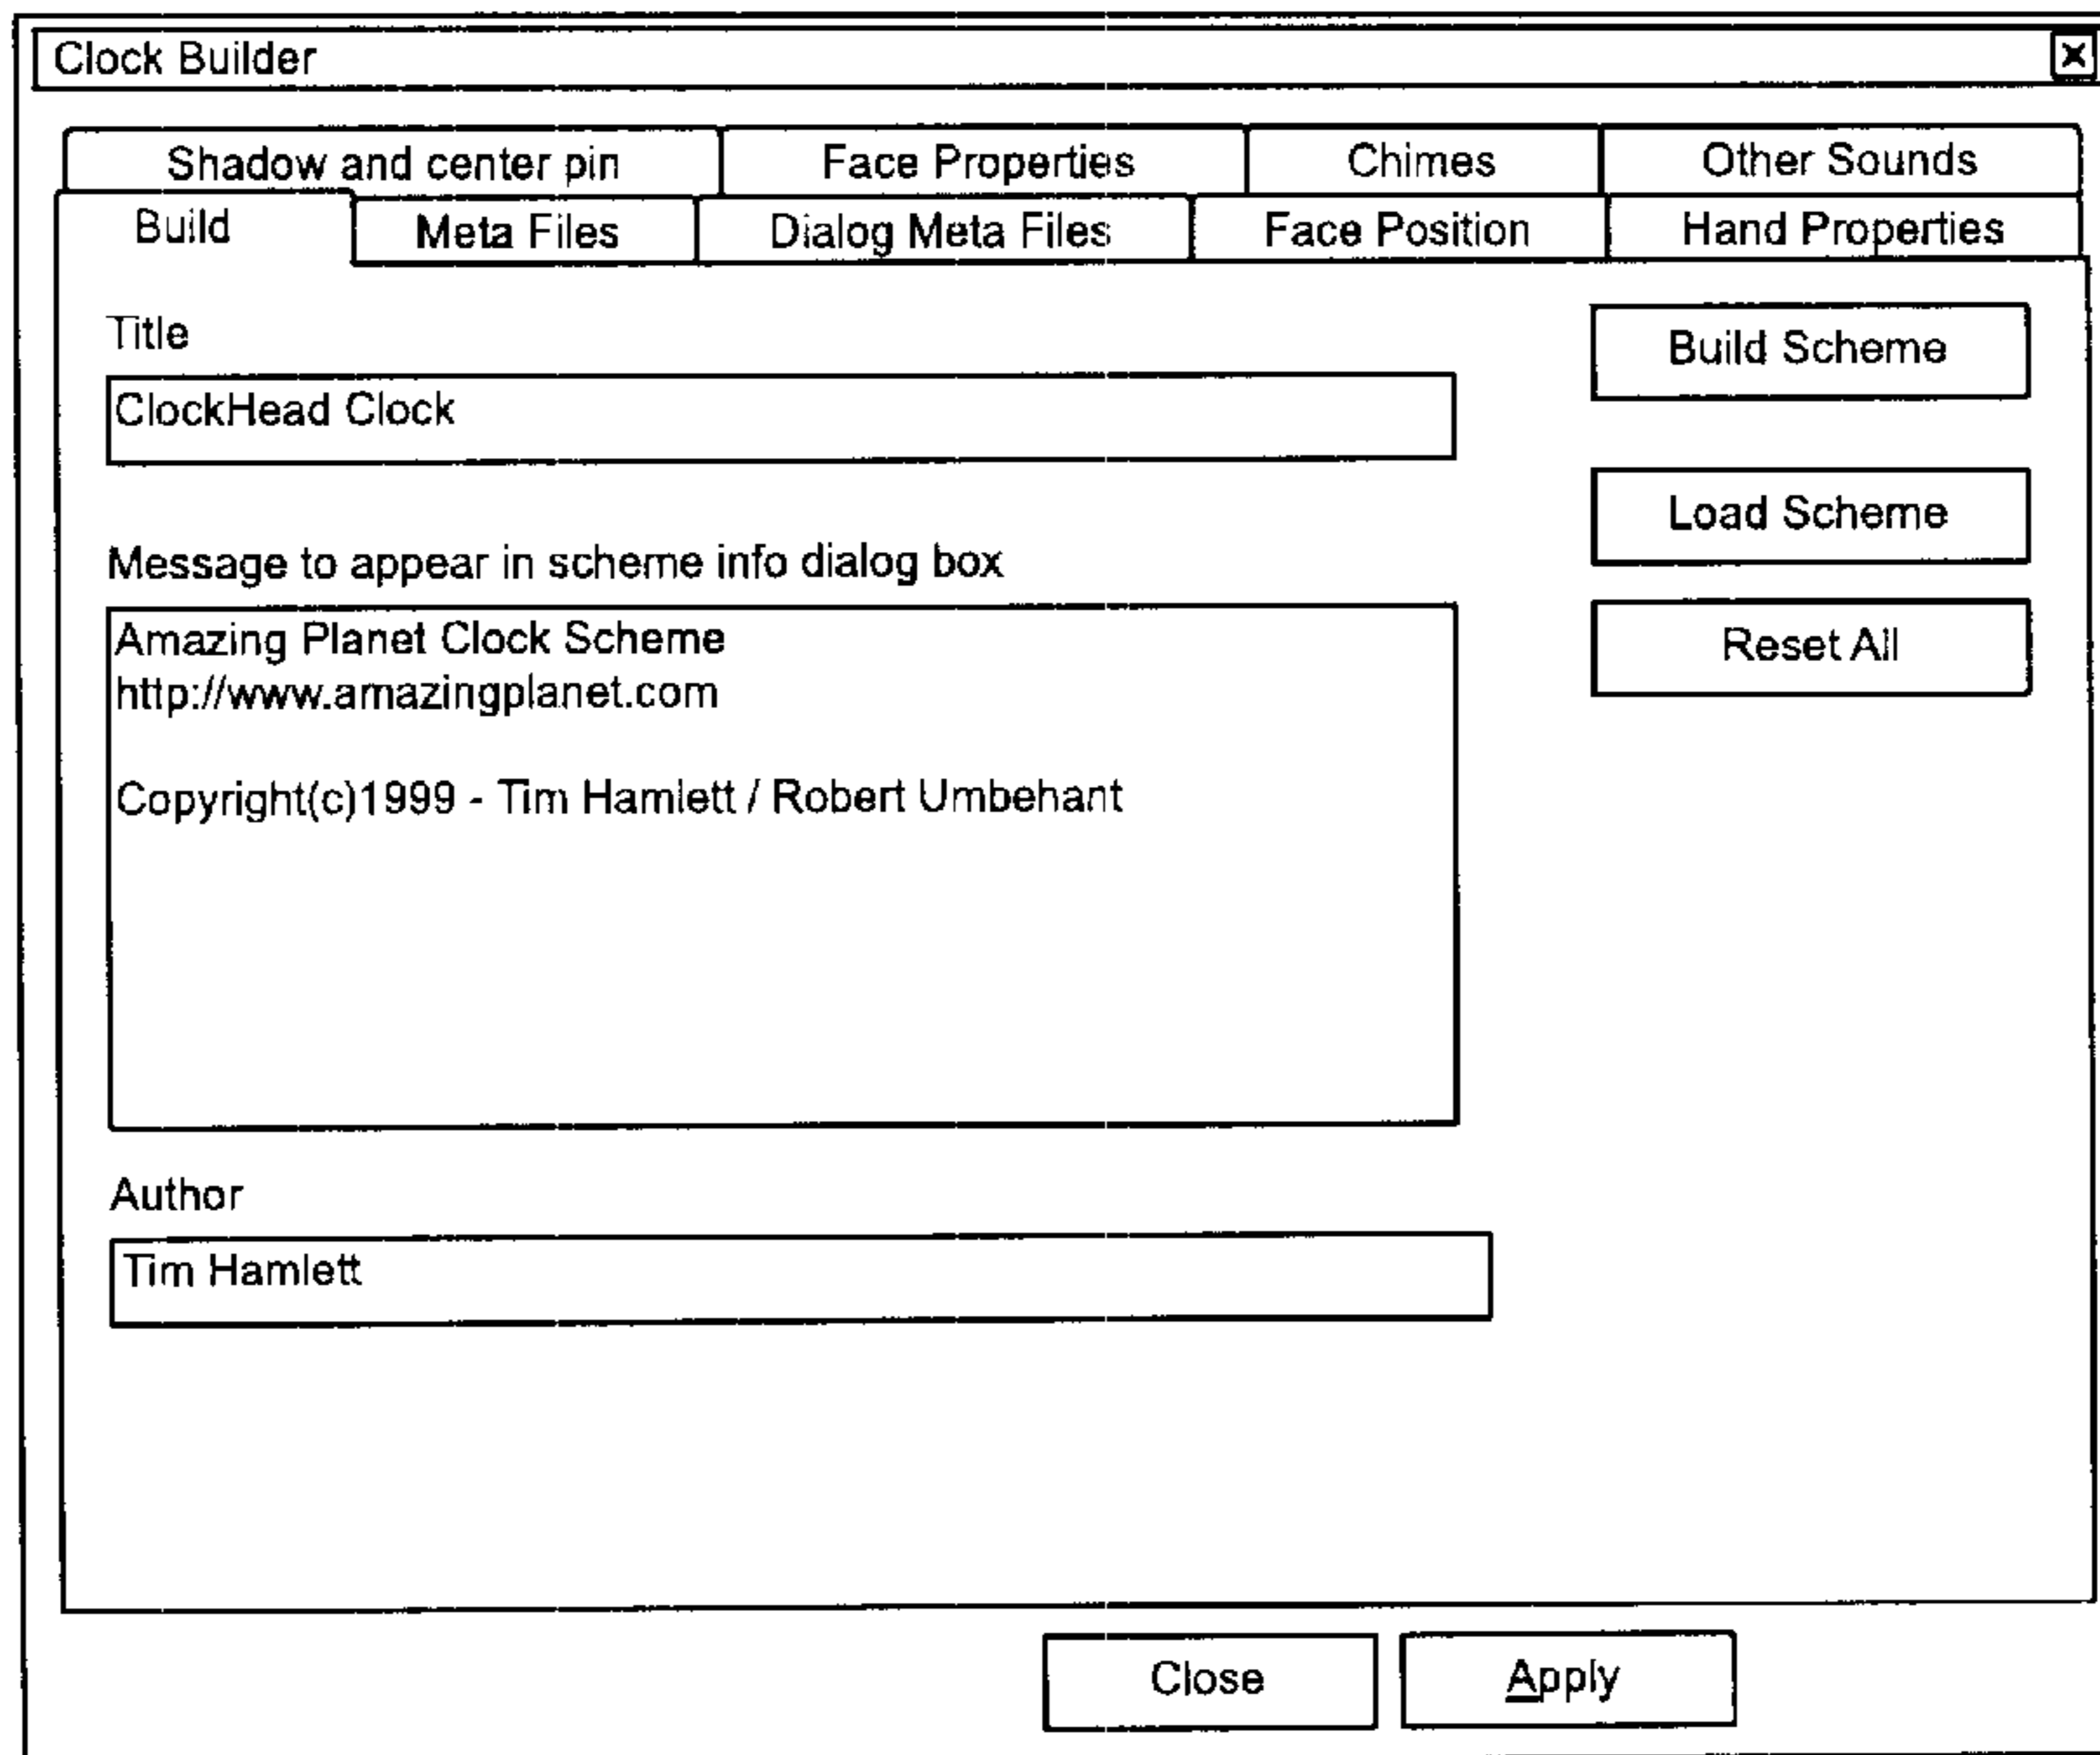 Clock Builder X
Shadow and center pin Face Properties Chimes Other Sounds
Build Meta Files Dialog Meta Files Face Position Hand Properties
Title
Build Scheme
ClockHead Clock
Load Scheme
Message to appear in scheme info dialog box
Amazing Planet Clock Scheme
Reset All
http://www.amazingplanet.com
Copyright(c)1999 - Tim Hamlett / Robert Umbehant
Author
Tim Hamlett
Close Apply